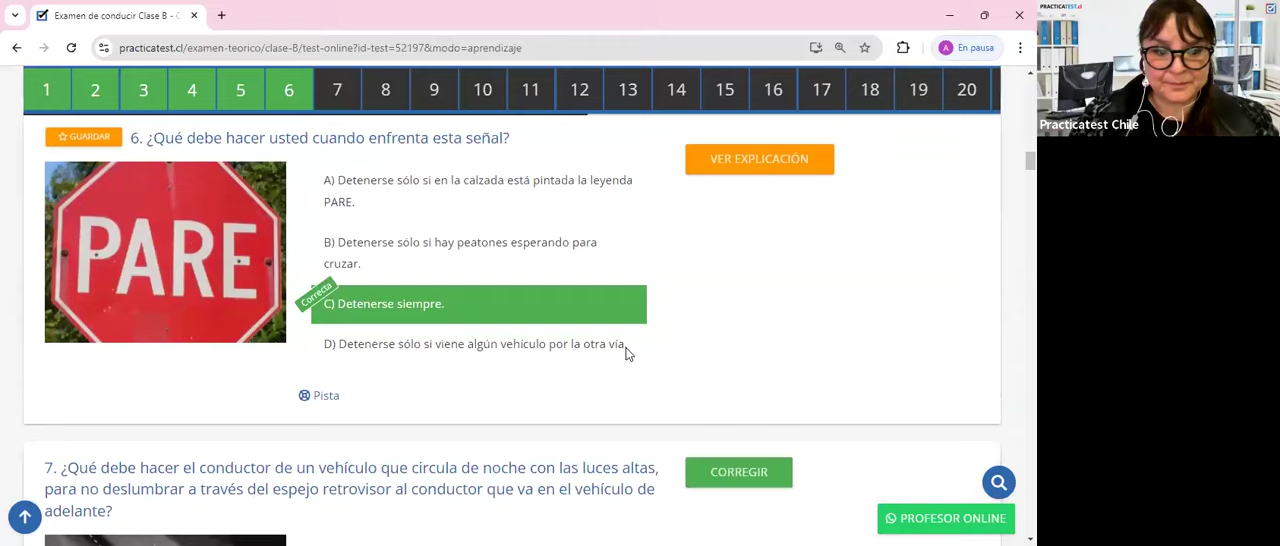 Examen de conducir Clase B - C
practicatest.cl/examen-teorico/clase-B/test-online?id-test=52197&modo=aprendizaje
A En pausa
PRACTICATEST.cl
Practicatest Chile
1 2 3 4 5 6 7 8 9 10 11 12 13 14 15 16 17 18 19 20
GUARDAR
6. ¿Qué debe hacer usted cuando enfrenta esta señal?
VER EXPLICACIÓN
PARE
A) Detenerse sólo si en la calzada está pintada la leyenda
PARE.
B) Detenerse sólo si hay peatones esperando para
cruzar.
Correcta
C) Detenerse siempre.
D) Detenerse sólo si viene algún vehículo por la otra vía.
Pista
7. ¿Qué debe hacer el conductor de un vehículo que circula de noche con las luces altas,
para no deslumbrar a través del espejo retrovisor al conductor que va en el vehículo de
adelante?
CORREGIR
PROFESOR ONLINE